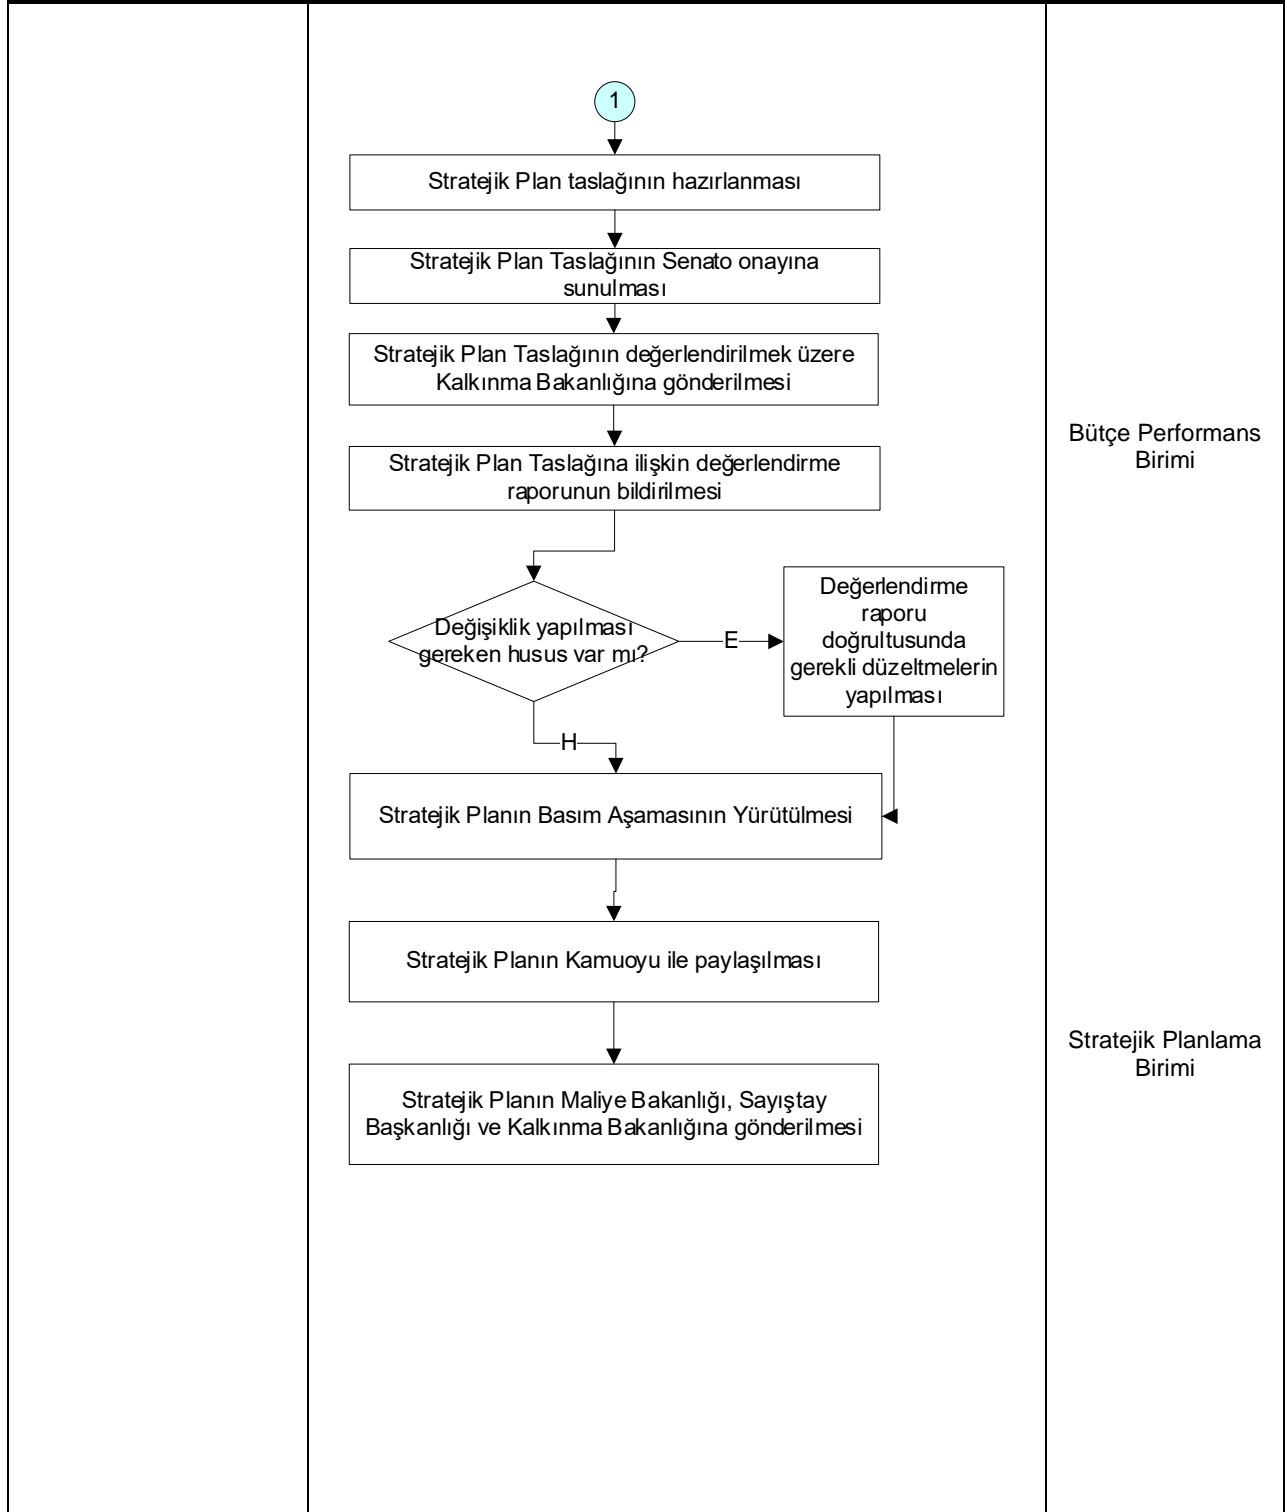 1
Stratejik Plan taslağının hazırlanması
Stratejik Plan Taslağının Senato onayına
sunulması
Stratejik Plan Taslağının değerlendirilmek üzere
Kalkınma Bakanlığına gönderilmesi
Bütçe Performans
Birimi
Stratejik Plan Taslağına ilişkin değerlendirme
raporunun bildirilmesi
Değişiklik yapılması
gereken husus var mı?
E
Değerlendirme
raporu
doğrultusunda
gerekli düzeltmelerin
yapılması
H
Stratejik Planın Basım Aşamasının Yürütülmesi
Stratejik Planın Kamuoyu ile paylaşılması
Stratejik Planlama
Birimi
Stratejik Planın Maliye Bakanlığı, Sayıştay
Başkanlığı ve Kalkınma Bakanlığına gönderilmesi